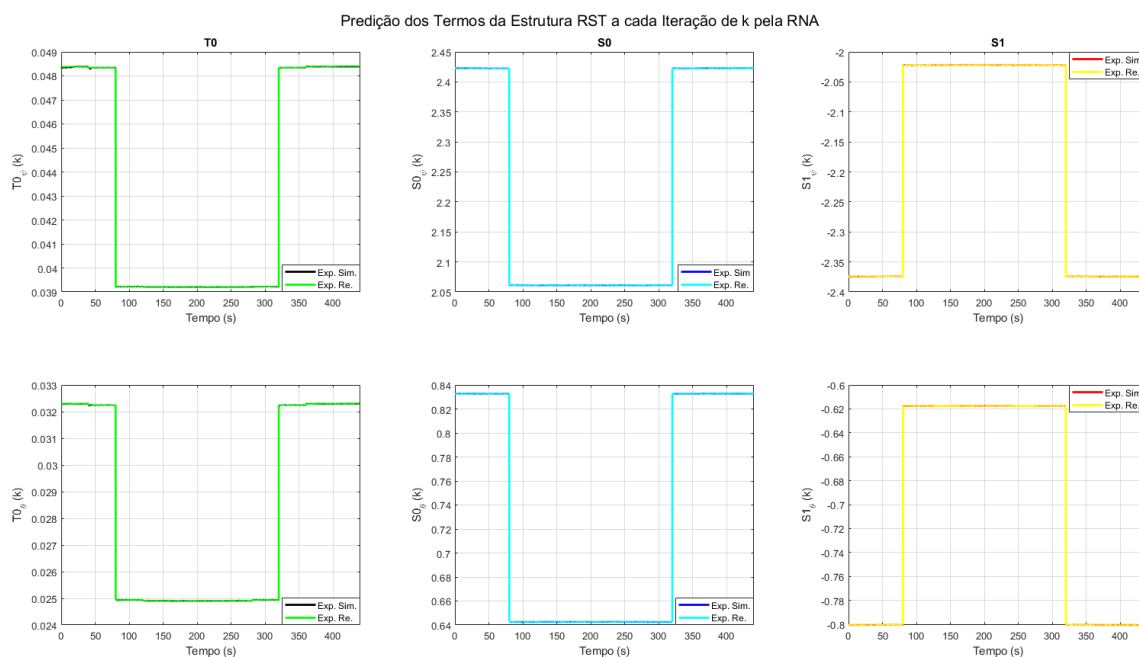 Predição dos Termos da Estrutura RST a cada Iteração de k pela RNA
T0
0.049
0.048
0.047
0.046
0.045
0.044
0.043
0.042
0.041
0.04
0.039
T0ψ (k)
0 50 100 150 200 250 300 350 400
Tempo (s)
Exp. Sim.
Exp. Re.
S0
2.45
2.4
2.35
2.3
2.25
2.2
2.15
2.1
2.05
S0ψ (k)
0 50 100 150 200 250 300 350 400
Tempo (s)
Exp. Sim
Exp. Re.
S1
-2
-2.05
-2.1
-2.15
-2.2
-2.25
-2.3
-2.35
-2.4
S1ψ (k)
0 50 100 150 200 250 300 350 400
Tempo (s)
Exp. Sim
Exp. Re.
0.033
0.032
0.031
0.03
0.029
0.028
0.027
0.026
0.025
0.024
T0θ (k)
0 50 100 150 200 250 300 350 400
Tempo (s)
Exp. Sim.
Exp. Re.
0.84
0.82
0.8
0.78
0.76
0.74
0.72
0.7
0.68
0.66
0.64
S0θ (k)
0 50 100 150 200 250 300 350 400
Tempo (s)
Exp. Sim.
Exp. Re.
-0.6
-0.62
-0.64
-0.66
-0.68
-0.7
-0.72
-0.74
-0.76
-0.78
-0.8
S1θ (k)
0 50 100 150 200 250 300 350 400
Tempo (s)
Exp. Sim
Exp. Re.